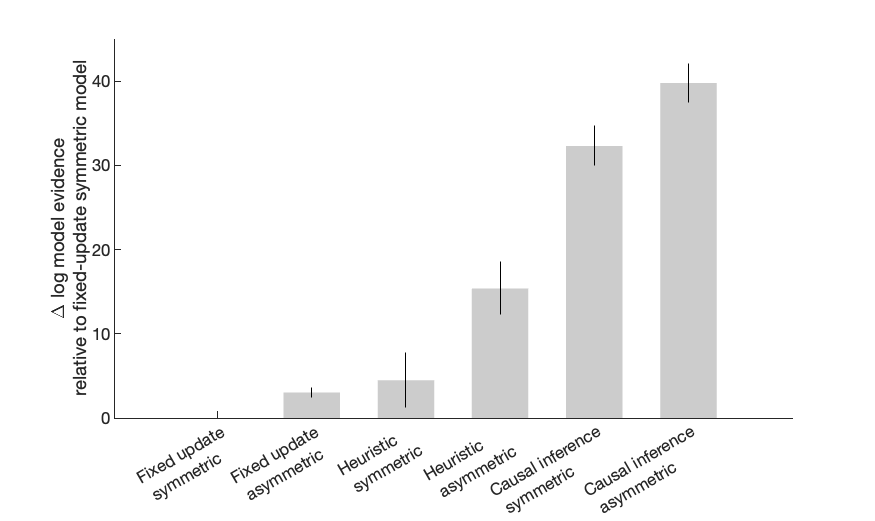 Δ log model evidence
relative to fixed-update symmetric model
40
30
20
10
0
Fixed update
symmetric
Fixed update
asymmetric
Heuristic
symmetric
Heuristic
asymmetric
Causal inference
symmetric
Causal inference
asymmetric